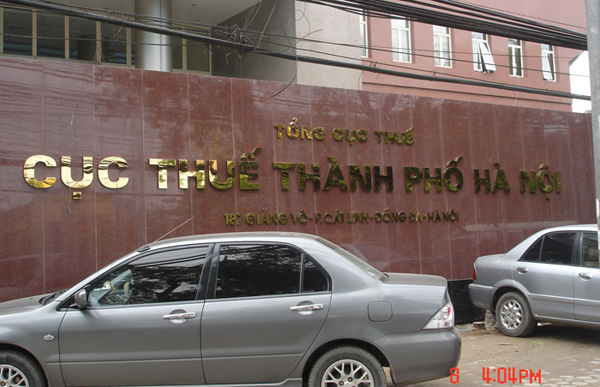 TỔNG CỤC THUẾ
CỤC THUẾ THÀNH PHỐ HÀ NỘI
187 GIẢNG VÕ - P.CÁT LINH - ĐỐNG ĐA - HÀ NỘI
6 4:04PM